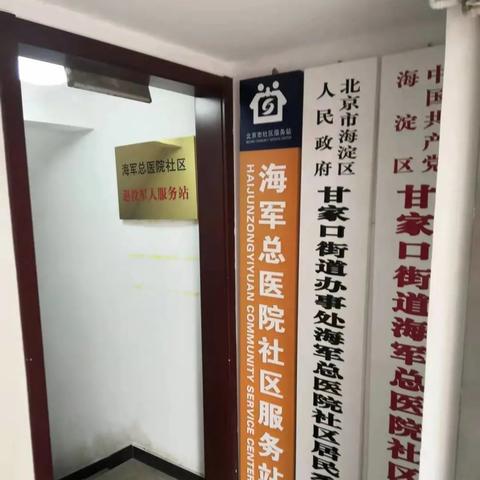 海军总医院社区
退役军人服务站
北京市社区服务站
海军总医院社区服务站
HAIJUNZONGYIYUAN COMMUNITY SERVICE CENTER
北京市海淀区
人民政府
甘家口街道办事处海军总医院社区居民
中国共产党
海淀区
甘家口街道海军总医院社区